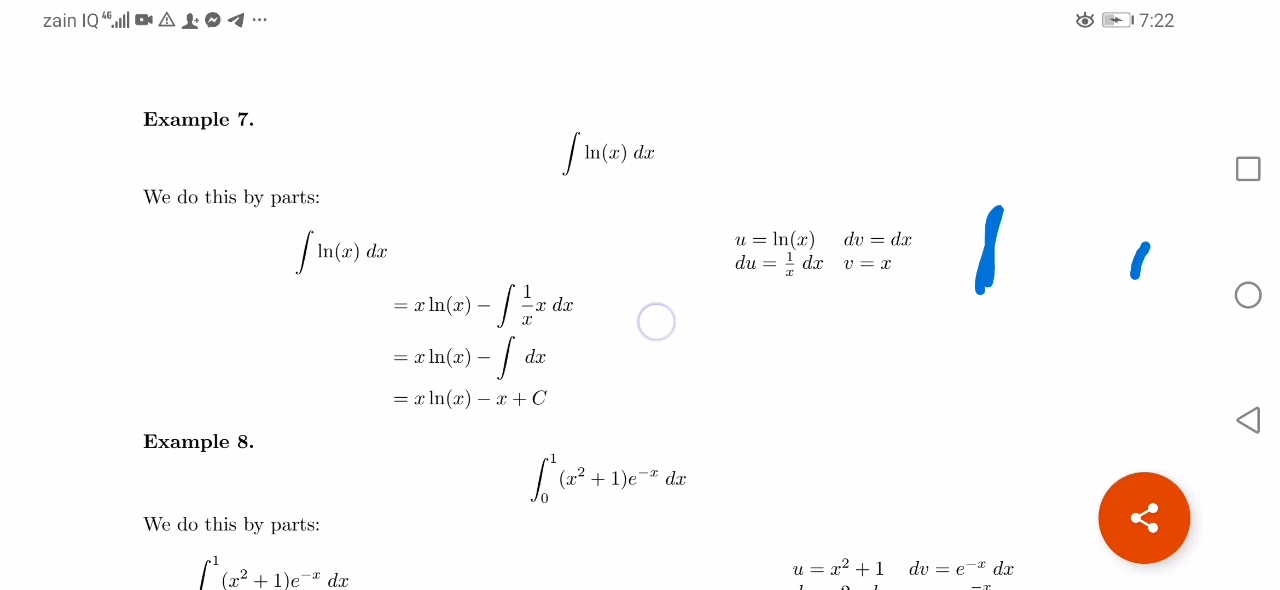 zain IQ 4G 7:22
Example 7.
∫ ln(x) dx
We do this by parts:
∫ ln(x) dx
u = ln(x) dv = dx
du = 1/x dx v = x
= x ln(x) − ∫ 1/x x dx
= x ln(x) − ∫ dx
= x ln(x) − x + C
Example 8.
∫₀¹ (x² + 1)e⁻ˣ dx
We do this by parts:
∫¹ (x² + 1)e⁻ˣ dx
u = x² + 1 dv = e⁻ˣ dx